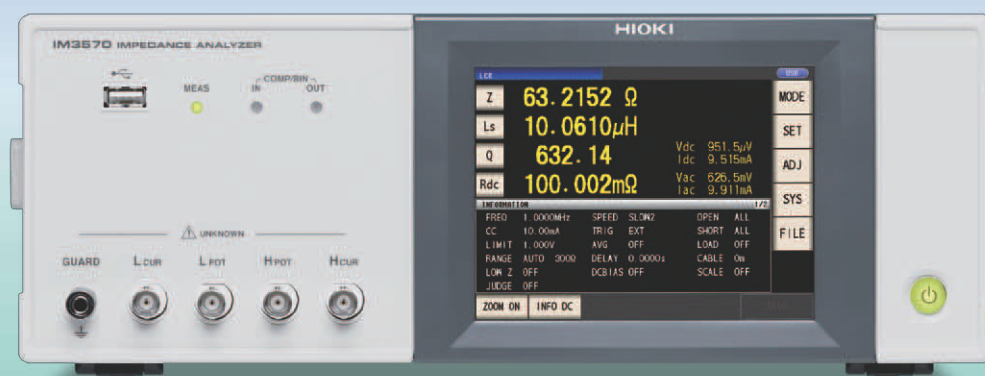 HIOKI
IM3570 IMPEDANCE ANALYZER
MEAS
COMP/BIN
IN OUT
UNKNOWN
GUARD LCUR LPOT HPOT HCUR
LCR
USB
Z 63.2152 Ω
Ls 10.0610μH
Q 632.14
Rdc 100.002mΩ
Vdc 951.5μV
Idc 9.515mA
Vac 626.5mV
Iac 9.911mA
INFORMATION 1/2
FREQ 1.0000MHz SPEED SLOW2 OPEN ALL
CC 10.00mA TRIG EXT SHORT ALL
LIMIT 1.000V AVG OFF LOAD OFF
RANGE AUTO 300Ω DELAY 0.0000s CABLE 0m
LOW Z OFF DCBIAS OFF SCALE OFF
JUDGE OFF
ZOOM ON INFO DC
MODE
SET
ADJ
SYS
FILE